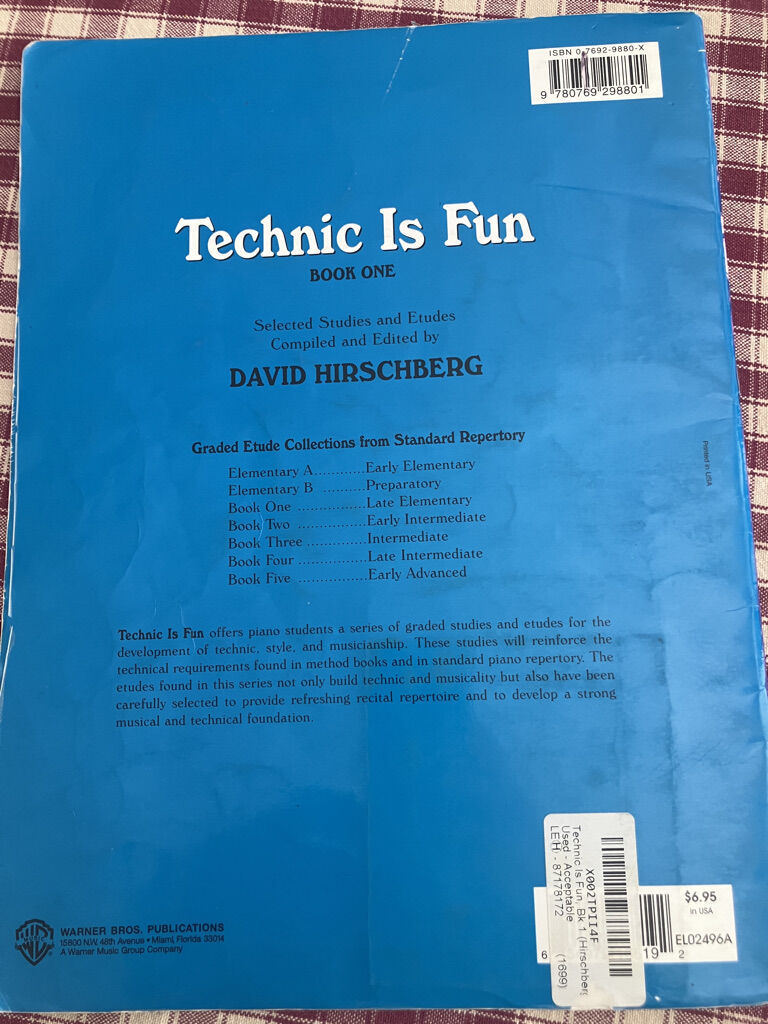 ISBN 0-7692-9880-X
9 780769 298801
Technic Is Fun
BOOK ONE
Selected Studies and Etudes
Compiled and Edited by
DAVID HIRSCHBERG
Graded Etude Collections from Standard Repertory
Elementary A............Early Elementary
Elementary B ..........Preparatory
Book One ................Late Elementary
Book Two ................Early Intermediate
Book Three ..............Intermediate
Book Four ................Late Intermediate
Book Five ................Early Advanced
Printed in USA
Technic Is Fun offers piano students a series of graded studies and etudes for the
development of technic, style, and musicianship. These studies will reinforce the
technical requirements found in method books and in standard piano repertory. The
etudes found in this series not only build technic and musicality but also have been
carefully selected to provide refreshing recital repertoire and to develop a strong
musical and technical foundation.
WARNER BROS. PUBLICATIONS
15800 N.W. 48th Avenue • Miami, Florida 33014
A Warner Music Group Company
X002TPII4F
Technic Is Fun, Bk 1 (Hirschberg
Used - Acceptable
LEH - 87178172 (1699)
$6.95
in USA
6 19 2
EL02496A